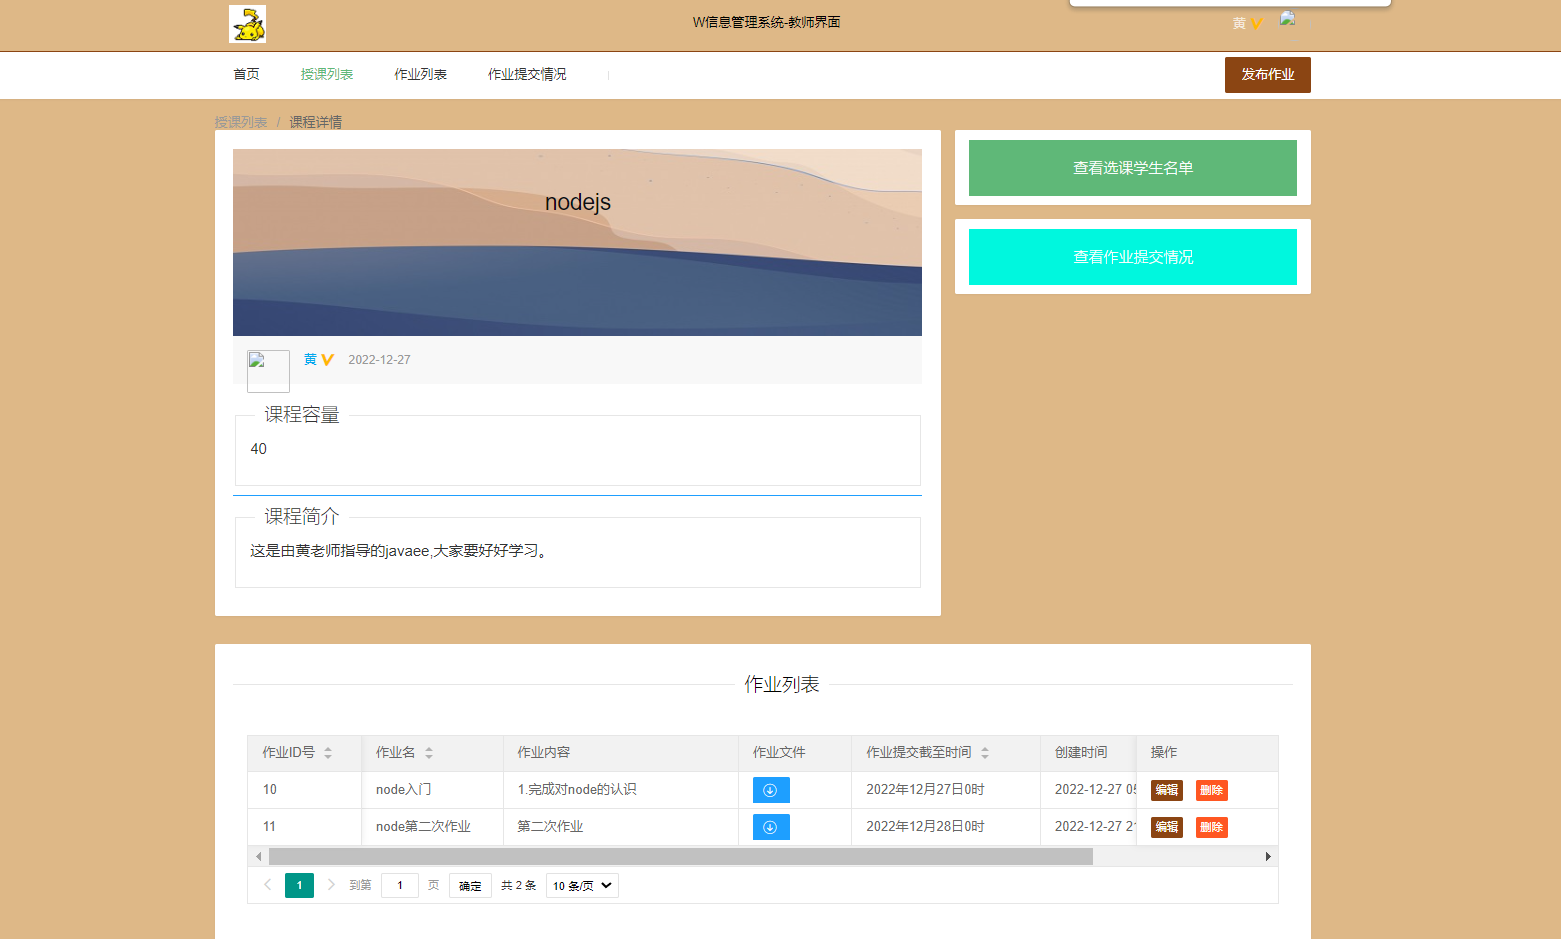 W信息管理系统-教师界面
黄
首页 授课列表 作业列表 作业提交情况 发布作业
授课列表 / 课程详情
nodejs
查看选课学生名单
查看作业提交情况
黄 2022-12-27
课程容量
40
课程简介
这是由黄老师指导的javaee,大家要好好学习。
作业列表
作业ID号 作业名 作业内容 作业文件 作业提交截至时间 创建时间 操作
10 node入门 1.完成对node的认识 2022年12月27日0时 2022-12-27 05 编辑 删除
11 node第二次作业 第二次作业 2022年12月28日0时 2022-12-27 21 编辑 删除
1 到第 1 页 确定 共 2 条 10 条/页